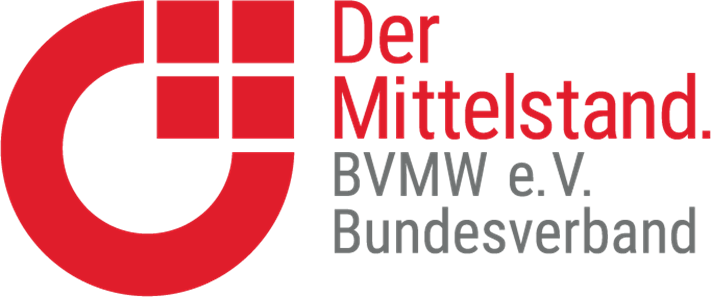 Der
Mittelstand.
BVMW e.V.
Bundesverband